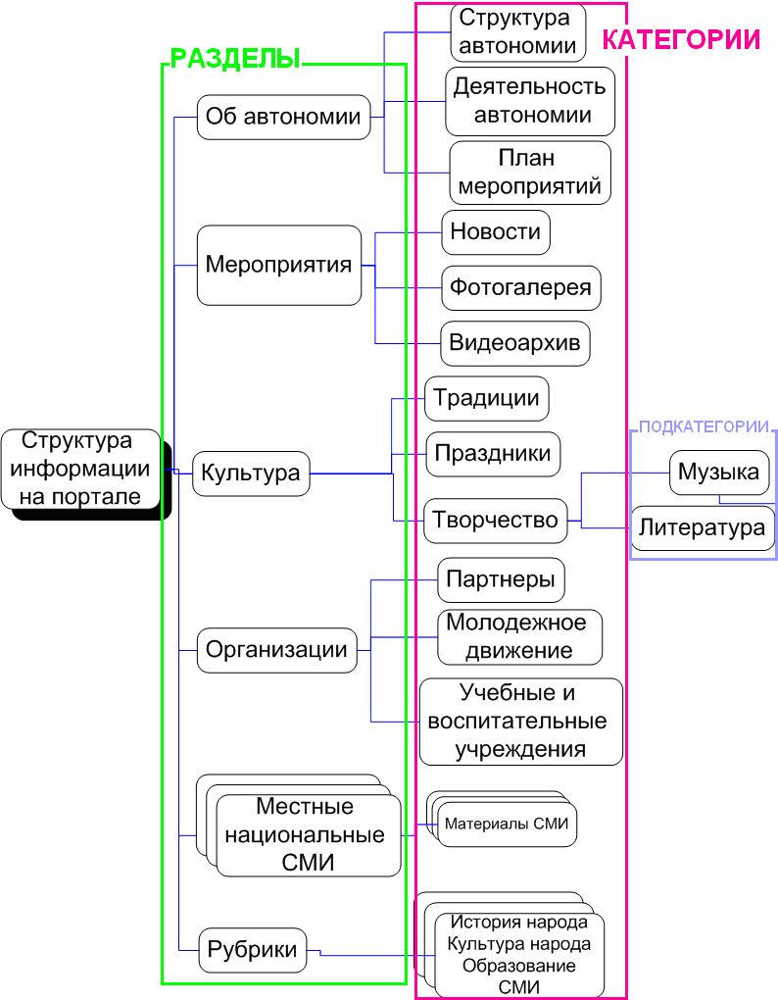 РАЗДЕЛЫ
КАТЕГОРИИ
ПОДКАТЕГОРИИ
Структура
информации
на портале
Об автономии
Структура
автономии
Деятельность
автономии
План
мероприятий
Мероприятия
Новости
Фотогалерея
Видеоархив
Культура
Традиции
Праздники
Творчество
Музыка
Литература
Организации
Партнеры
Молодежное
движение
Учебные и
воспитательные
учреждения
Местные
национальные
СМИ
Материалы СМИ
Рубрики
История народа
Культура народа
Образование
СМИ